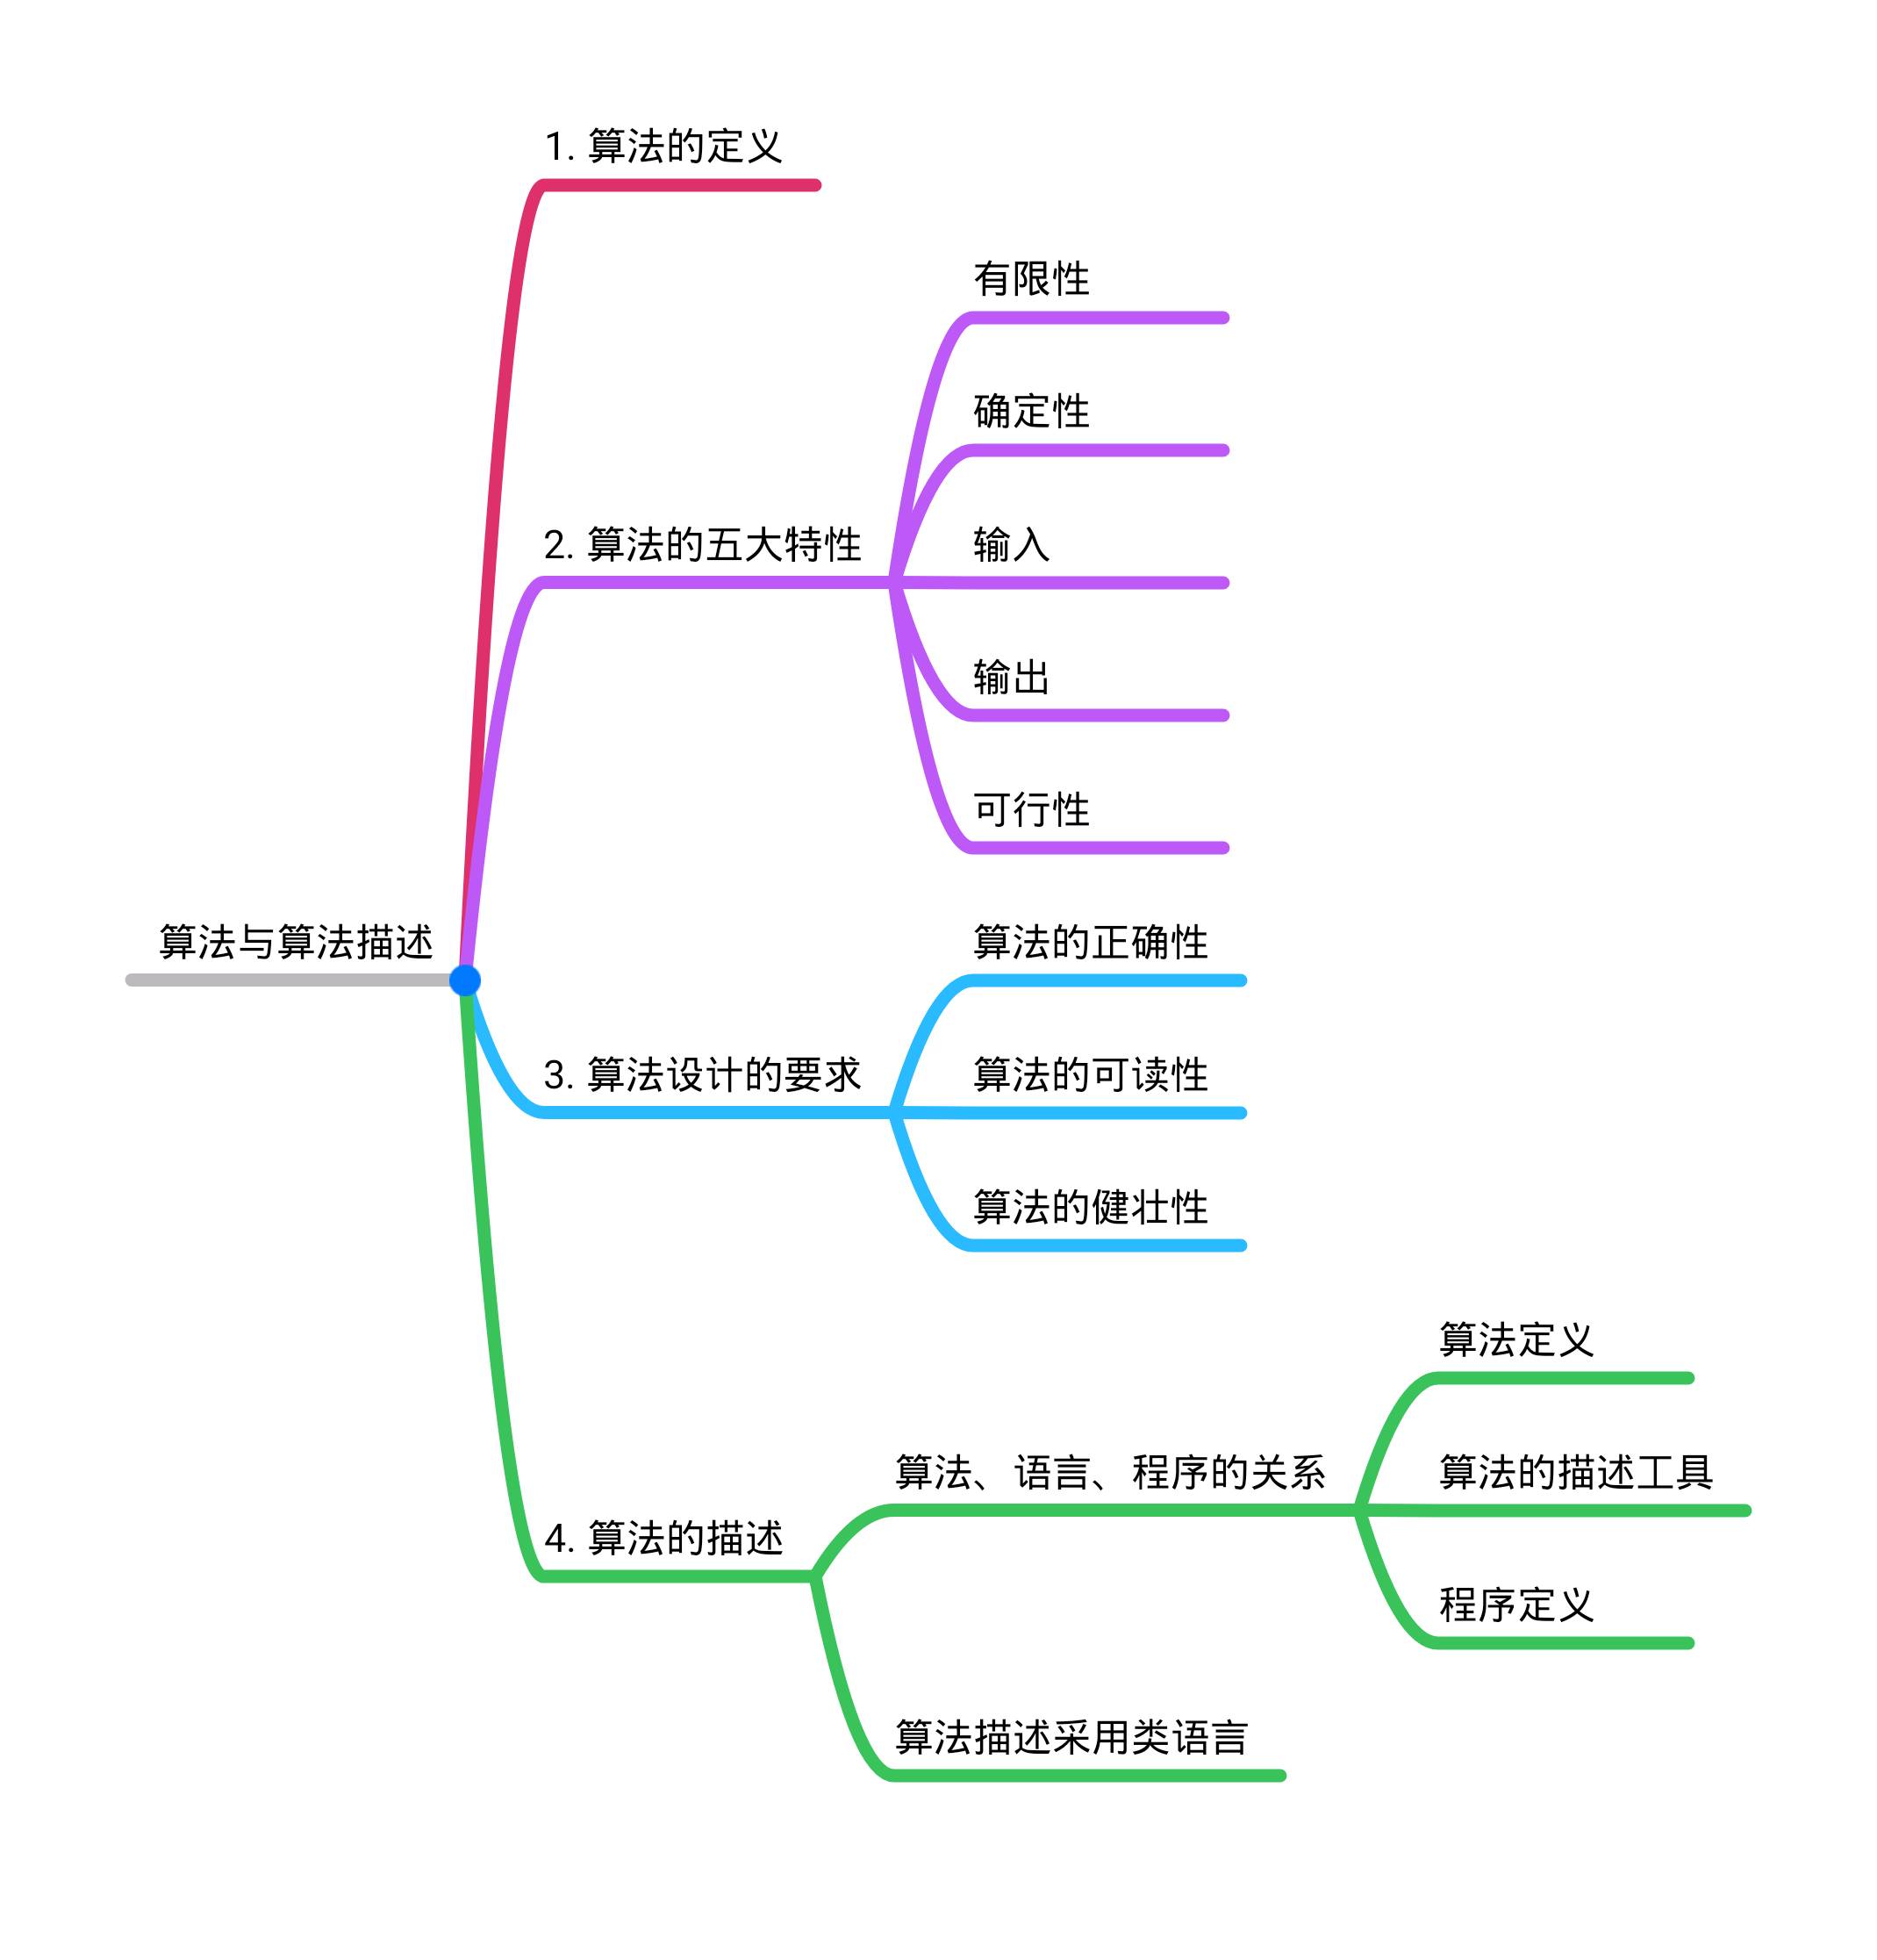 算法与算法描述
1. 算法的定义
2. 算法的五大特性
有限性
确定性
输入
输出
可行性
3. 算法设计的要求
算法的正确性
算法的可读性
算法的健壮性
4. 算法的描述
算法、语言、程序的关系
算法定义
算法的描述工具
程序定义
算法描述采用类语言